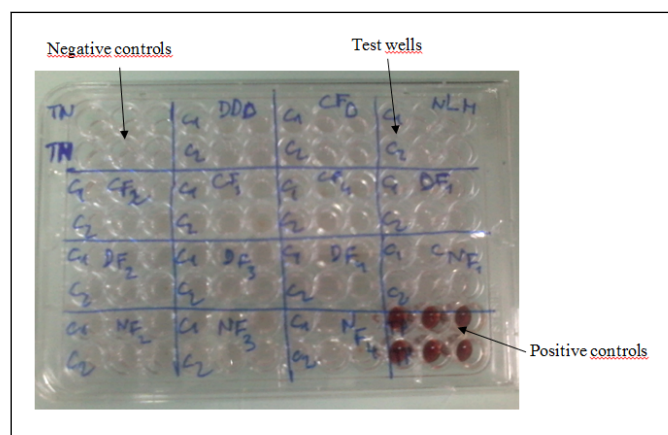 Negative controls
Test wells
TN C1 DDD C1 CF0 C1 NLH
TN C2 C2 C2
C1 CF2 C1 CF1 C1 CF4 C1 DF1
C2 C2 C2 C2
C1 DF2 C1 DF3 C1 DF4 C1 NF1
C2 C2 C2 C2
C1 NF2 C1 NF3 C1 NF4
C2 C2 C2
Positive controls